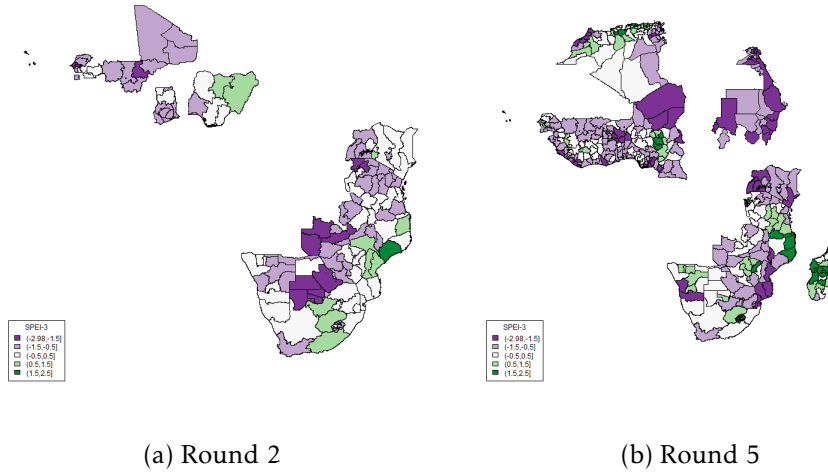 SPEI-3
(-2.98,-1.5]
(-1.5,-0.5]
(-0.5,0.5]
(0.5,1.5]
(1.5,2.5]
SPEI-3
(-2.98,-1.5]
(-1.5,-0.5]
(-0.5,0.5]
(0.5,1.5]
(1.5,2.5]
(a) Round 2
(b) Round 5